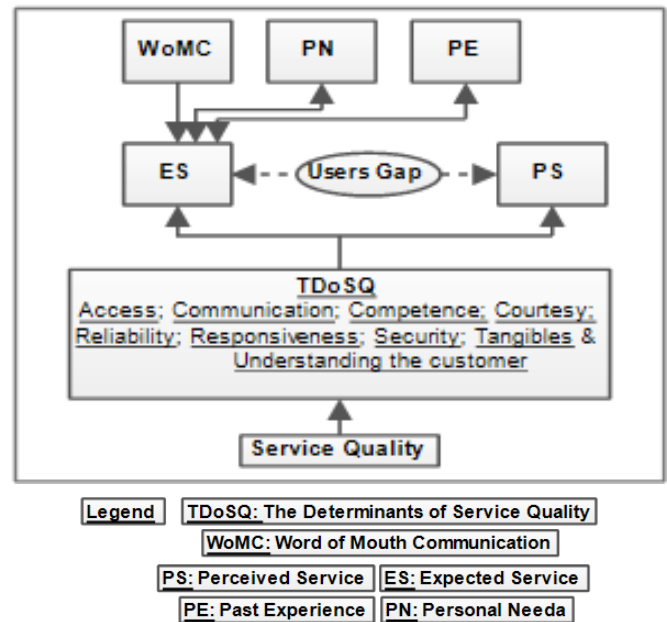 WoMC PN PE
ES Users Gap PS
TDoSQ
Access; Communication; Competence; Courtesy;
Reliability; Responsiveness; Security; Tangibles &
Understanding the customer
Service Quality
Legend TDoSQ: The Determinants of Service Quality
WoMC: Word of Mouth Communication
PS: Perceived Service ES: Expected Service
PE: Past Experience PN: Personal Needa